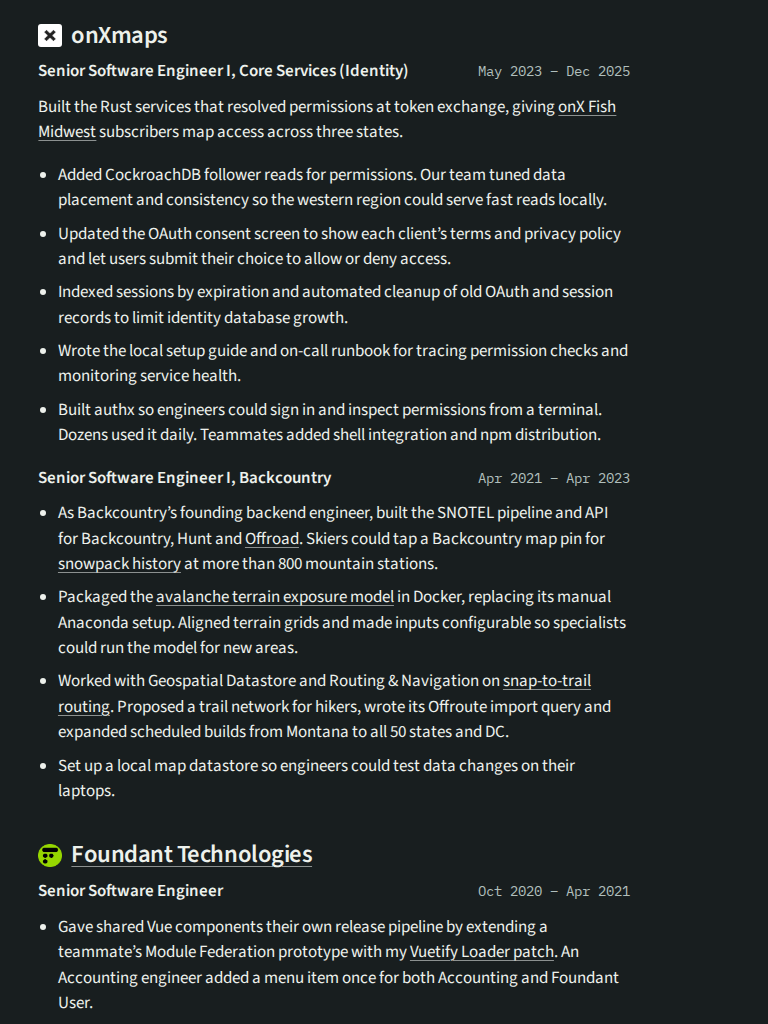 onXmaps
Senior Software Engineer I, Core Services (Identity) May 2023 – Dec 2025
Built the Rust services that resolved permissions at token exchange, giving onX Fish
Midwest subscribers map access across three states.
• Added CockroachDB follower reads for permissions. Our team tuned data
placement and consistency so the western region could serve fast reads locally.
• Updated the OAuth consent screen to show each client’s terms and privacy policy
and let users submit their choice to allow or deny access.
• Indexed sessions by expiration and automated cleanup of old OAuth and session
records to limit identity database growth.
• Wrote the local setup guide and on-call runbook for tracing permission checks and
monitoring service health.
• Built authx so engineers could sign in and inspect permissions from a terminal.
Dozens used it daily. Teammates added shell integration and npm distribution.
Senior Software Engineer I, Backcountry Apr 2021 – Apr 2023
• As Backcountry’s founding backend engineer, built the SNOTEL pipeline and API
for Backcountry, Hunt and Offroad. Skiers could tap a Backcountry map pin for
snowpack history at more than 800 mountain stations.
• Packaged the avalanche terrain exposure model in Docker, replacing its manual
Anaconda setup. Aligned terrain grids and made inputs configurable so specialists
could run the model for new areas.
• Worked with Geospatial Datastore and Routing & Navigation on snap-to-trail
routing. Proposed a trail network for hikers, wrote its Offroute import query and
expanded scheduled builds from Montana to all 50 states and DC.
• Set up a local map datastore so engineers could test data changes on their
laptops.
Foundant Technologies
Senior Software Engineer Oct 2020 – Apr 2021
• Gave shared Vue components their own release pipeline by extending a
teammate’s Module Federation prototype with my Vuetify Loader patch. An
Accounting engineer added a menu item once for both Accounting and Foundant
User.